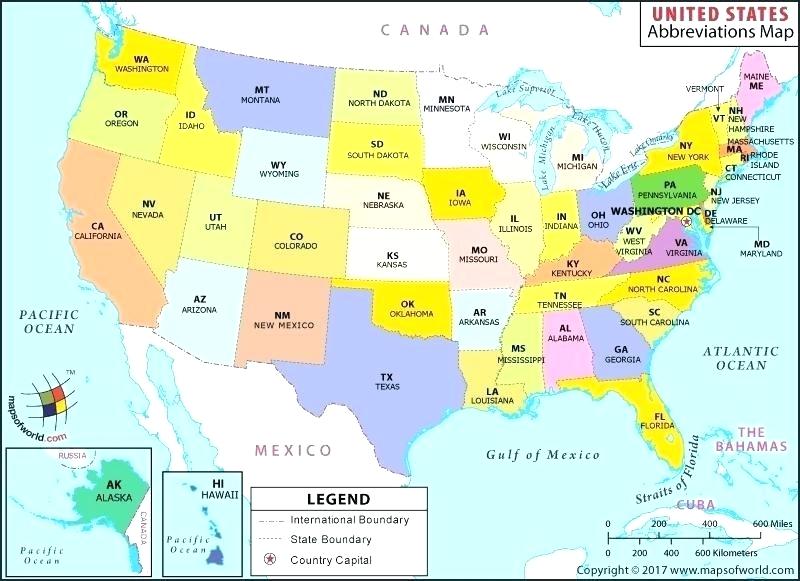 UNITED STATES
Abbreviations Map
CANADA
WA
WASHINGTON
MT
MONTANA
ND
NORTH DAKOTA
MN
MINNESOTA
Lake Superior
VERMONT
MAINE
ME
OR
OREGON
ID
IDAHO
SD
SOUTH DAKOTA
WI
WISCONSIN
Lake Michigan
Lake Huron
MI
MICHIGAN
Lake Ontario
Lake Erie
VT
NH
NEW
HAMPSHIRE
MASSACHUSETTS
MA
RI
RHODE
ISLAND
NY
NEW YORK
CT
CONNECTICUT
WY
WYOMING
NE
NEBRASKA
IA
IOWA
PA
PENNSYLVANIA
NJ
NEW JERSEY
NV
NEVADA
UT
UTAH
CO
COLORADO
IL
ILLINOIS
IN
INDIANA
OH
OHIO
WASHINGTON DC
DE
DELAWARE
CA
CALIFORNIA
KS
KANSAS
MO
MISSOURI
WV
WEST
VIRGINIA
VA
VIRGINIA
MD
MARYLAND
KY
KENTUCKY
AZ
ARIZONA
NM
NEW MEXICO
OK
OKLAHOMA
AR
ARKANSAS
TN
TENNESSEE
NC
NORTH CAROLINA
SC
SOUTH CAROLINA
PACIFIC
OCEAN
MS
MISSISSIPPI
AL
ALABAMA
GA
GEORGIA
ATLANTIC
OCEAN
TX
TEXAS
LA
LOUISIANA
FL
FLORIDA
TM
mapsofworld.com
MEXICO
Gulf of Mexico
Straits of Florida
THE
BAHAMAS
CUBA
RUSSIA
AK
ALASKA
CANADA
Pacific
Ocean
HI
HAWAII
Pacific
Ocean
LEGEND
International Boundary
State Boundary
Country Capital
0 200 400 600 Miles
0 200 400 600 Kilometers
Copyright © 2017 www.mapsofworld.com